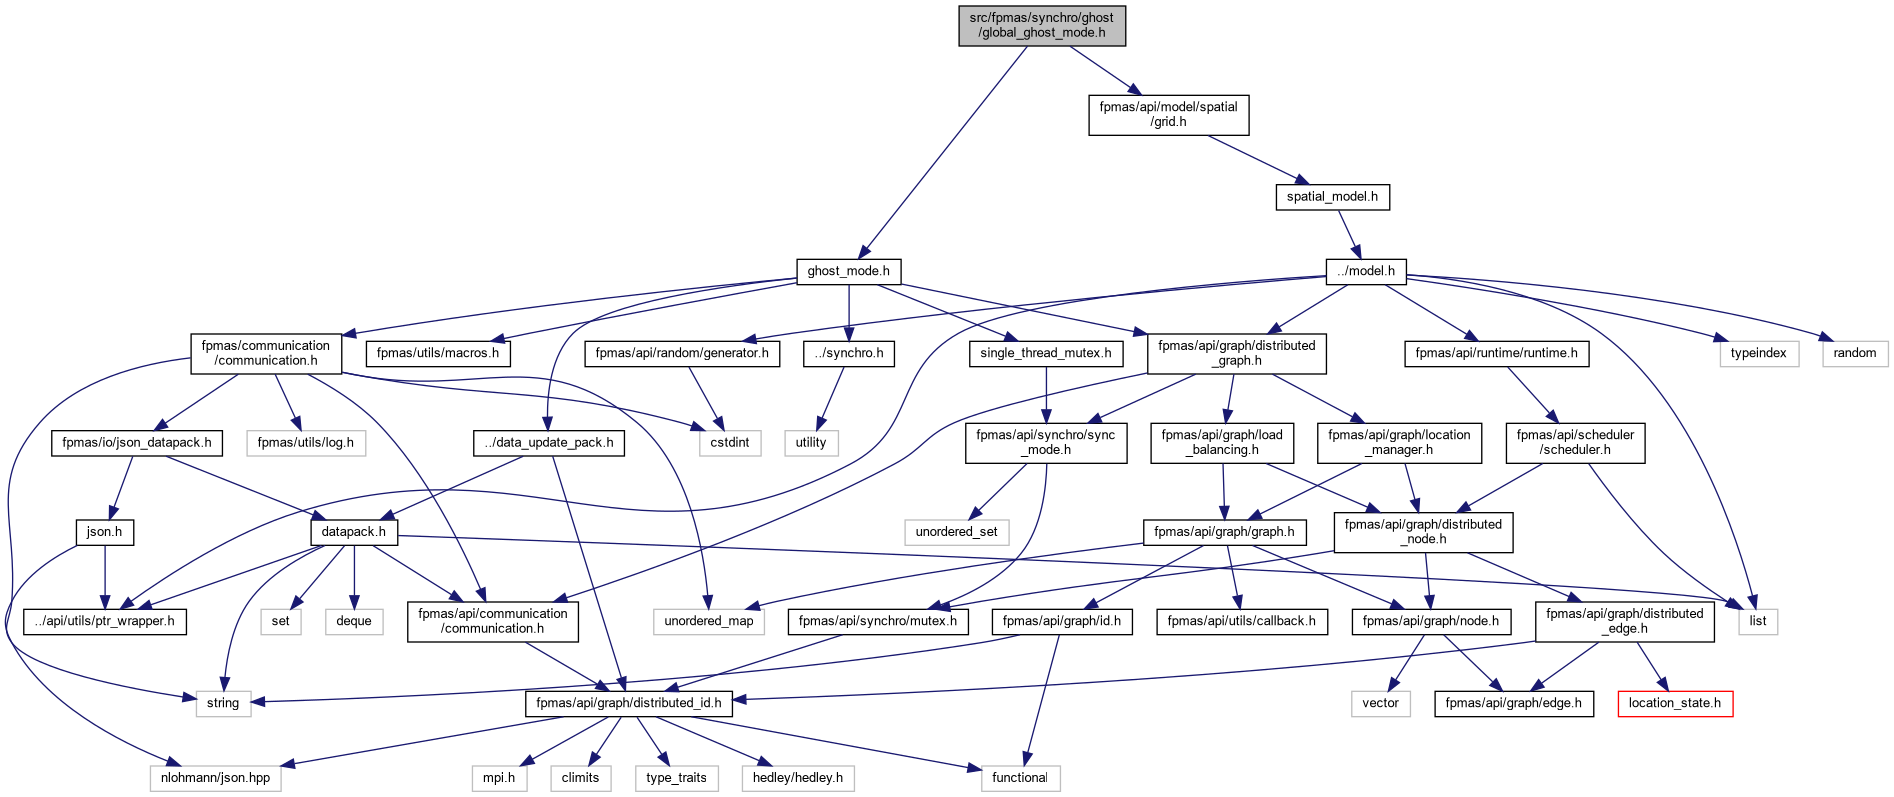 src/fpmas/synchro/ghost
/global_ghost_mode.h
fpmas/api/model/spatial
/grid.h
spatial_model.h
ghost_mode.h
../model.h
fpmas/communication
/communication.h
fpmas/utils/macros.h
fpmas/api/random/generator.h
../synchro.h
single_thread_mutex.h
fpmas/api/graph/distributed
_graph.h
fpmas/api/runtime/runtime.h
typeindex
random
fpmas/io/json_datapack.h
fpmas/utils/log.h
../data_update_pack.h
cstdint
utility
fpmas/api/synchro/sync
_mode.h
fpmas/api/graph/load
_balancing.h
fpmas/api/graph/location
_manager.h
fpmas/api/scheduler
/scheduler.h
json.h
datapack.h
unordered_set
fpmas/api/graph/graph.h
fpmas/api/graph/distributed
_node.h
../api/utils/ptr_wrapper.h
set
deque
fpmas/api/communication
/communication.h
unordered_map
fpmas/api/synchro/mutex.h
fpmas/api/graph/id.h
fpmas/api/utils/callback.h
fpmas/api/graph/node.h
fpmas/api/graph/distributed
_edge.h
list
string
fpmas/api/graph/distributed_id.h
vector
fpmas/api/graph/edge.h
location_state.h
nlohmann/json.hpp
mpi.h
climits
type_traits
hedley/hedley.h
functional